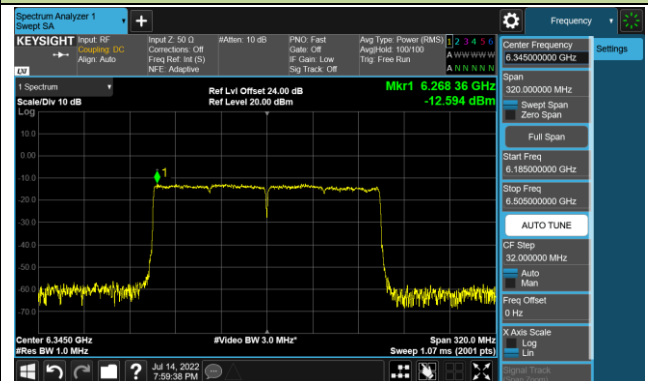 Spectrum Analyzer 1
Swept SA
Frequency
KEYSIGHT
Input: RF
Coupling: DC
Align: Auto
Input Z: 50 Ω
Corrections: Off
Freq Ref: Int (S)
NFE: Adaptive
#Atten: 10 dB
PNO: Fast
Gate: Off
IF Gain: Low
Sig Track: Off
Avg Type: Power (RMS)
Avg|Hold: 100/100
Trig: Free Run
1 2 3 4 5 6
A W W W W W
A N N N N N
LXI
1 Spectrum
Scale/Div 10 dB
Ref Lvl Offset 24.00 dB
Ref Level 20.00 dBm
Mkr1 6.268 36 GHz
-12.594 dBm
Log
10.0
0.00
-10.0
-20.0
-30.0
-40.0
-50.0
-60.0
-70.0
1
Center 6.3450 GHz
#Res BW 1.0 MHz
#Video BW 3.0 MHz*
Span 320.0 MHz
Sweep 1.07 ms (2001 pts)
Jul 14, 2022
7:59:38 PM
Center Frequency
6.345000000 GHz
Settings
Span
320.000000 MHz
Swept Span
Zero Span
Full Span
Start Freq
6.185000000 GHz
Stop Freq
6.505000000 GHz
AUTO TUNE
CF Step
32.000000 MHz
Auto
Man
Freq Offset
0 Hz
X Axis Scale
Log
Lin
Signal Track
(Span Zoom)